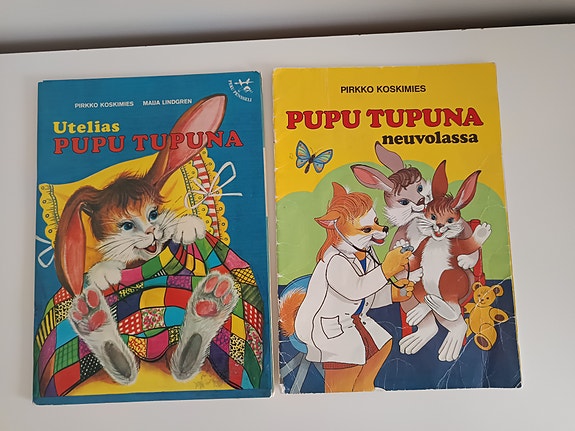 PIRKKO KOSKIMIES MAIJA LINDGREN
Utelias
PUPU TUPUNA
PIRKKO KOSKIMIES
PUPU TUPUNA
neuvolassa